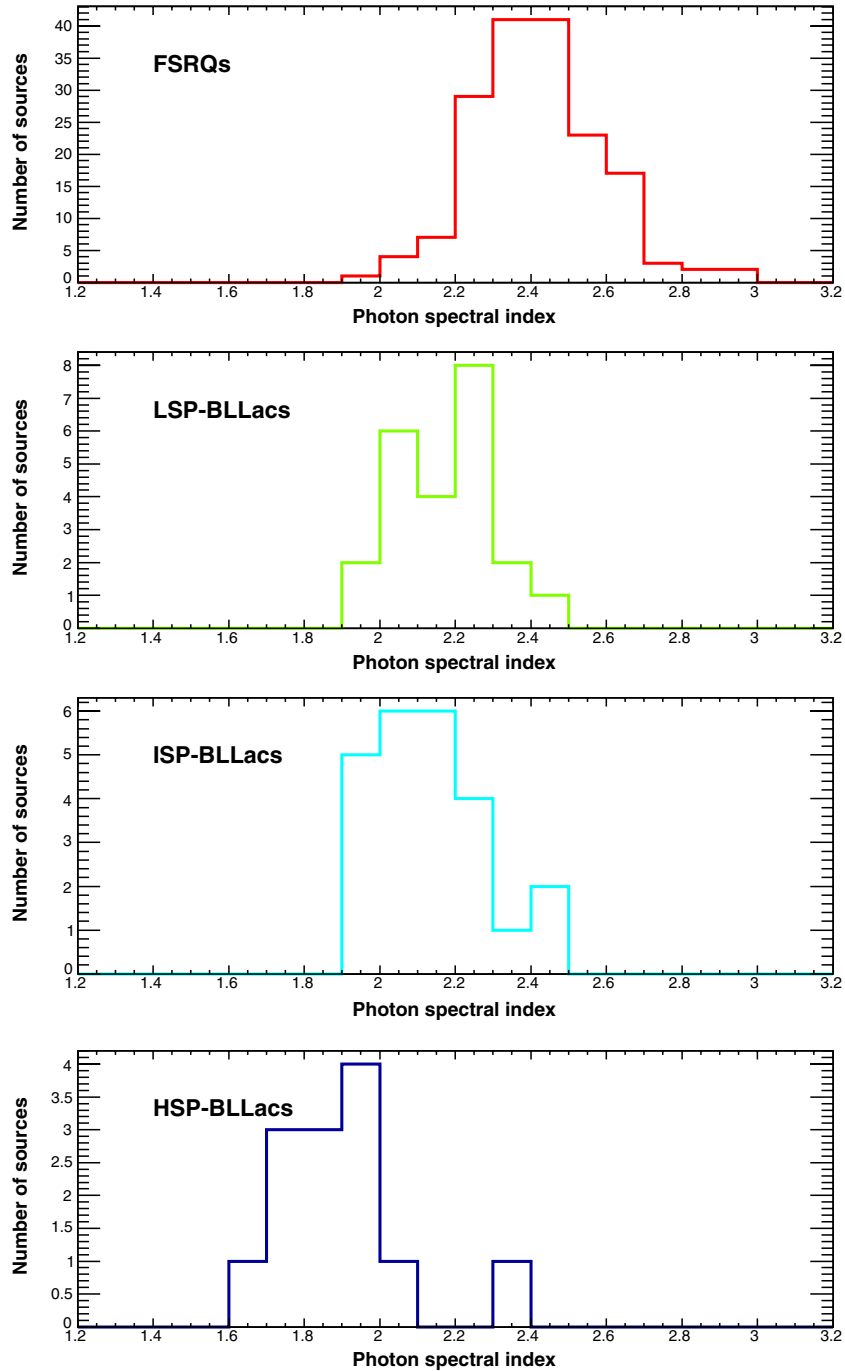 FSRQs
Number of sources
40
35
30
25
20
15
10
5
0
1.2 1.4 1.6 1.8 2 2.2 2.4 2.6 2.8 3 3.2
Photon spectral index
LSP-BLLacs
Number of sources
8
7
6
5
4
3
2
1
0
1.2 1.4 1.6 1.8 2 2.2 2.4 2.6 2.8 3 3.2
Photon spectral index
ISP-BLLacs
Number of sources
6
5
4
3
2
1
0
1.2 1.4 1.6 1.8 2 2.2 2.4 2.6 2.8 3 3.2
Photon spectral index
HSP-BLLacs
Number of sources
4
3.5
3
2.5
2
1.5
1
0.5
0
1.2 1.4 1.6 1.8 2 2.2 2.4 2.6 2.8 3 3.2
Photon spectral index